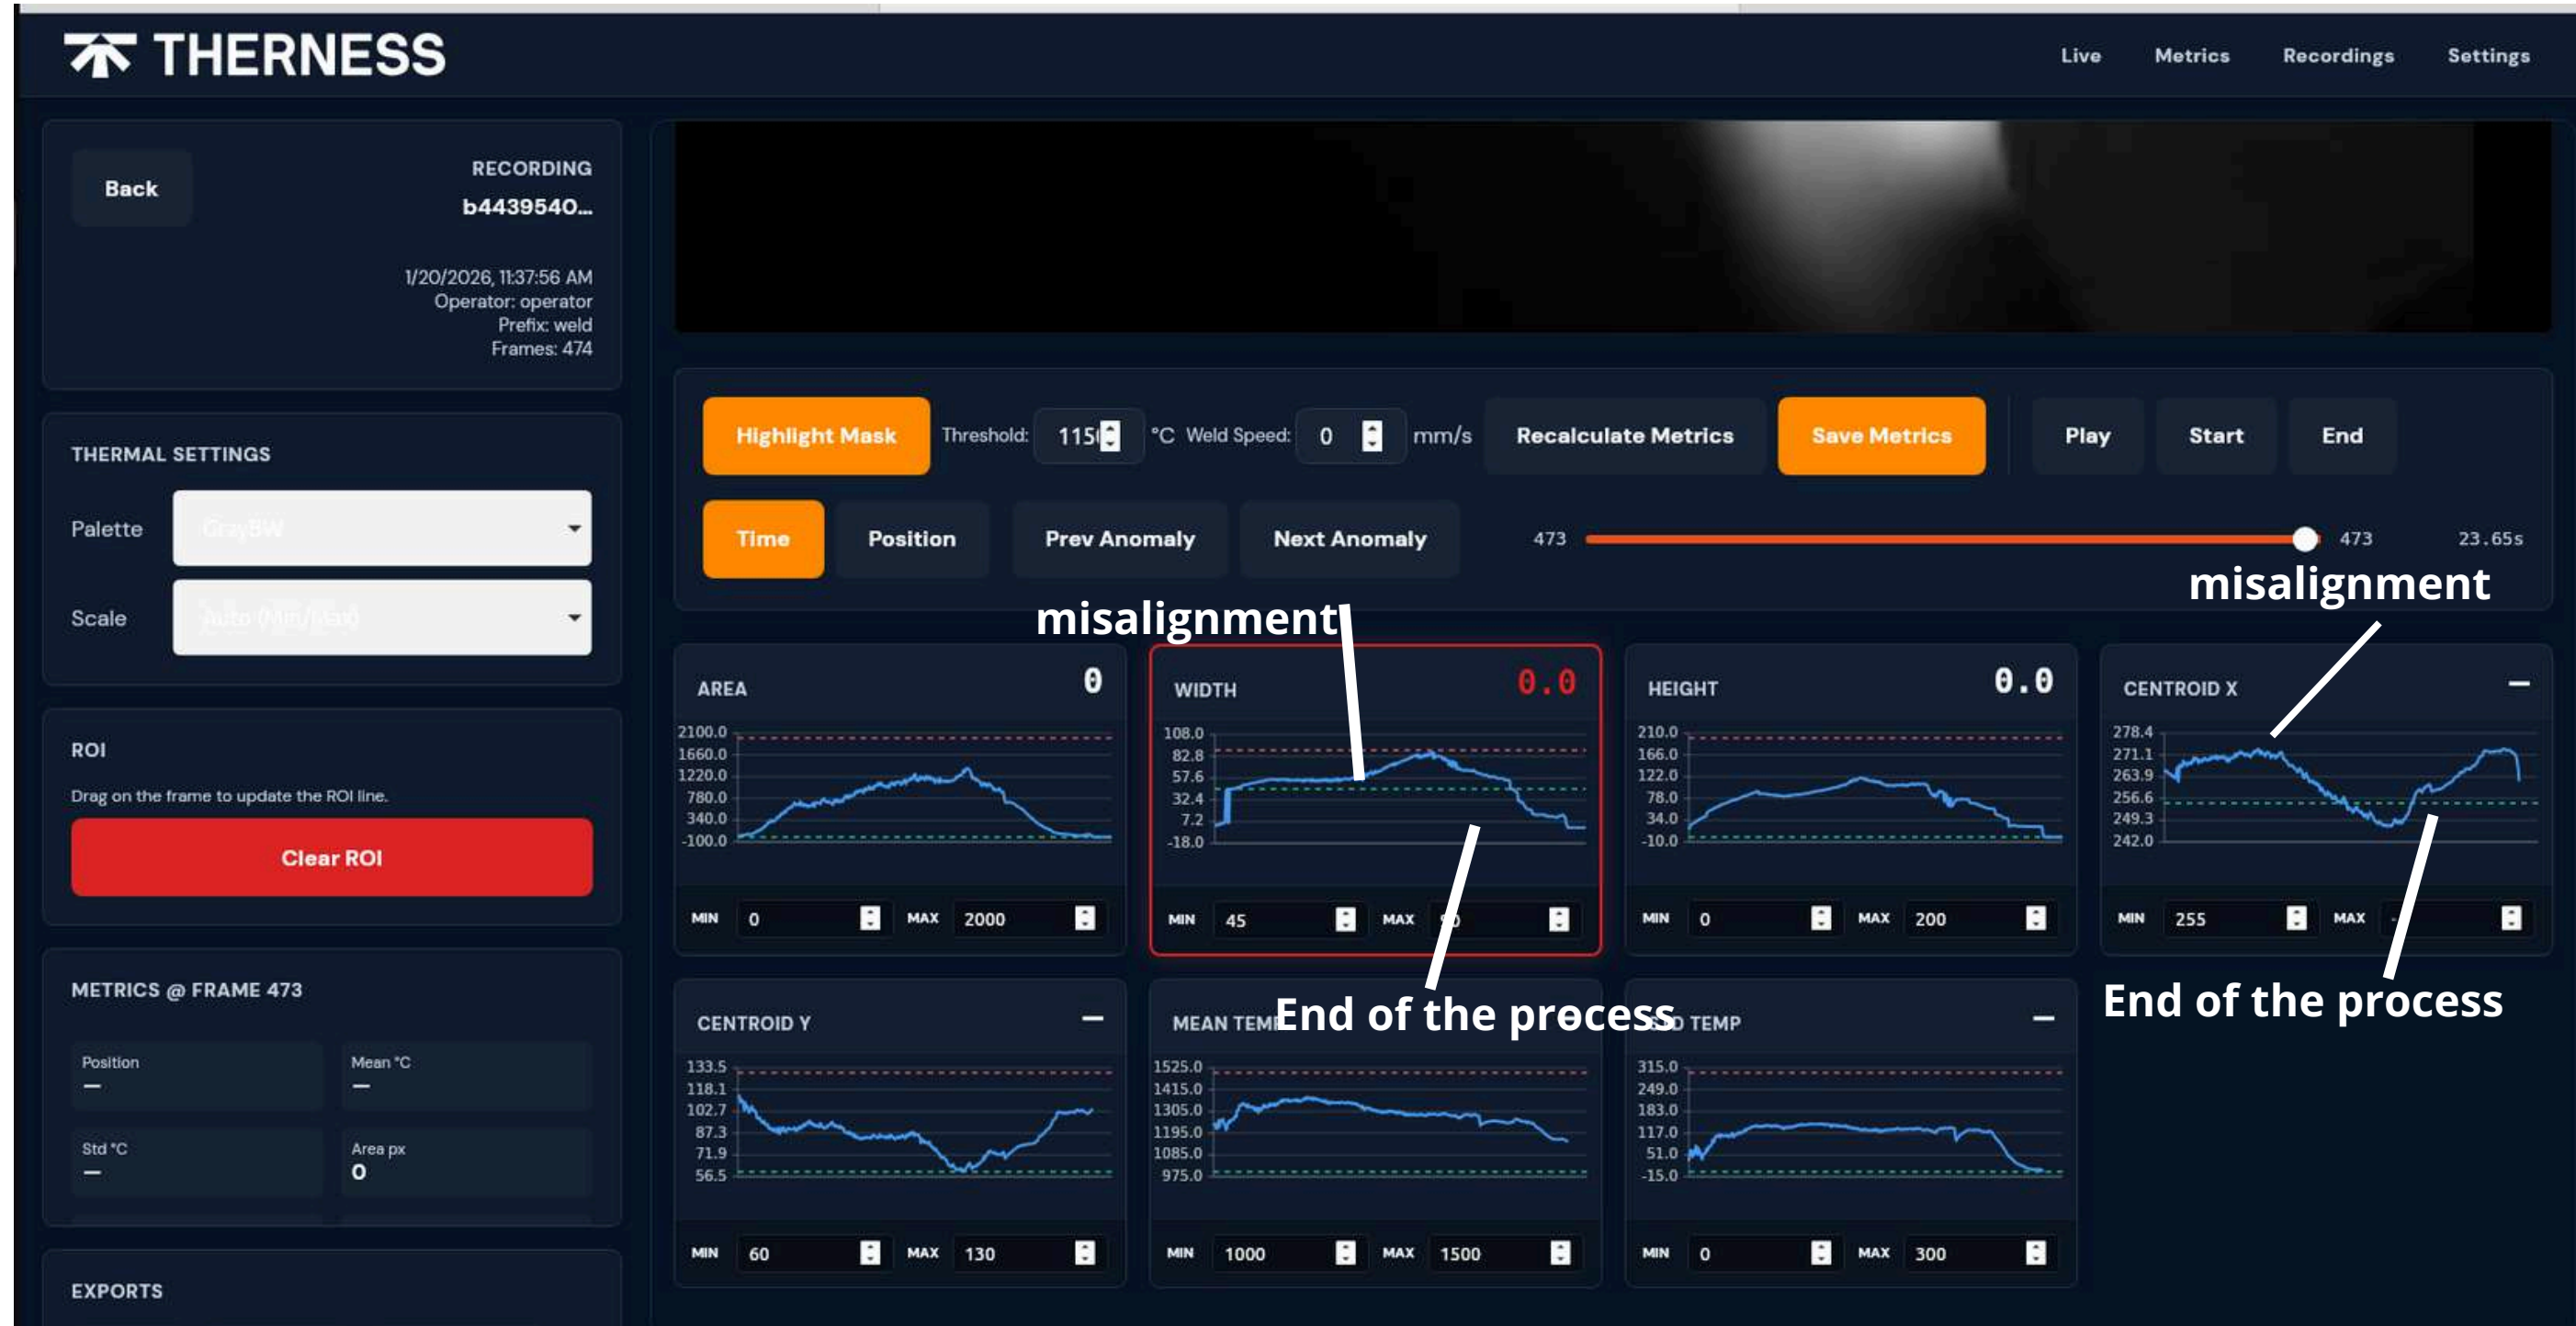 THERNESS
Live Metrics Recordings Settings
Back
RECORDING
b4439540...
1/20/2026, 11:37:56 AM
Operator: operator
Prefix: weld
Frames: 474
THERMAL SETTINGS
Palette GrayBW
Scale Auto (Min/Max)
ROI
Drag on the frame to update the ROI line.
Clear ROI
METRICS @ FRAME 473
Position
—
Mean °C
—
Std °C
—
Area px
0
EXPORTS
Highlight Mask Threshold: 115 °C Weld Speed: 0 mm/s Recalculate Metrics Save Metrics Play Start End
Time Position Prev Anomaly Next Anomaly 473 473 23.65s
misalignment
misalignment
AREA 0
2100.0
1660.0
1220.0
780.0
340.0
-100.0
MIN 0 MAX 2000
WIDTH 0.0
108.0
82.8
57.6
32.4
7.2
-18.0
MIN 45 MAX
HEIGHT 0.0
210.0
166.0
122.0
78.0
34.0
-10.0
MIN 0 MAX 200
CENTROID X —
278.4
271.1
263.9
256.6
249.3
242.0
MIN 255 MAX
End of the process
End of the process
CENTROID Y —
133.5
118.1
102.7
87.3
71.9
56.5
MIN 60 MAX 130
MEAN TEMP
1525.0
1415.0
1305.0
1195.0
1085.0
975.0
MIN 1000 MAX 1500
STD TEMP —
315.0
249.0
183.0
117.0
51.0
-15.0
MIN 0 MAX 300